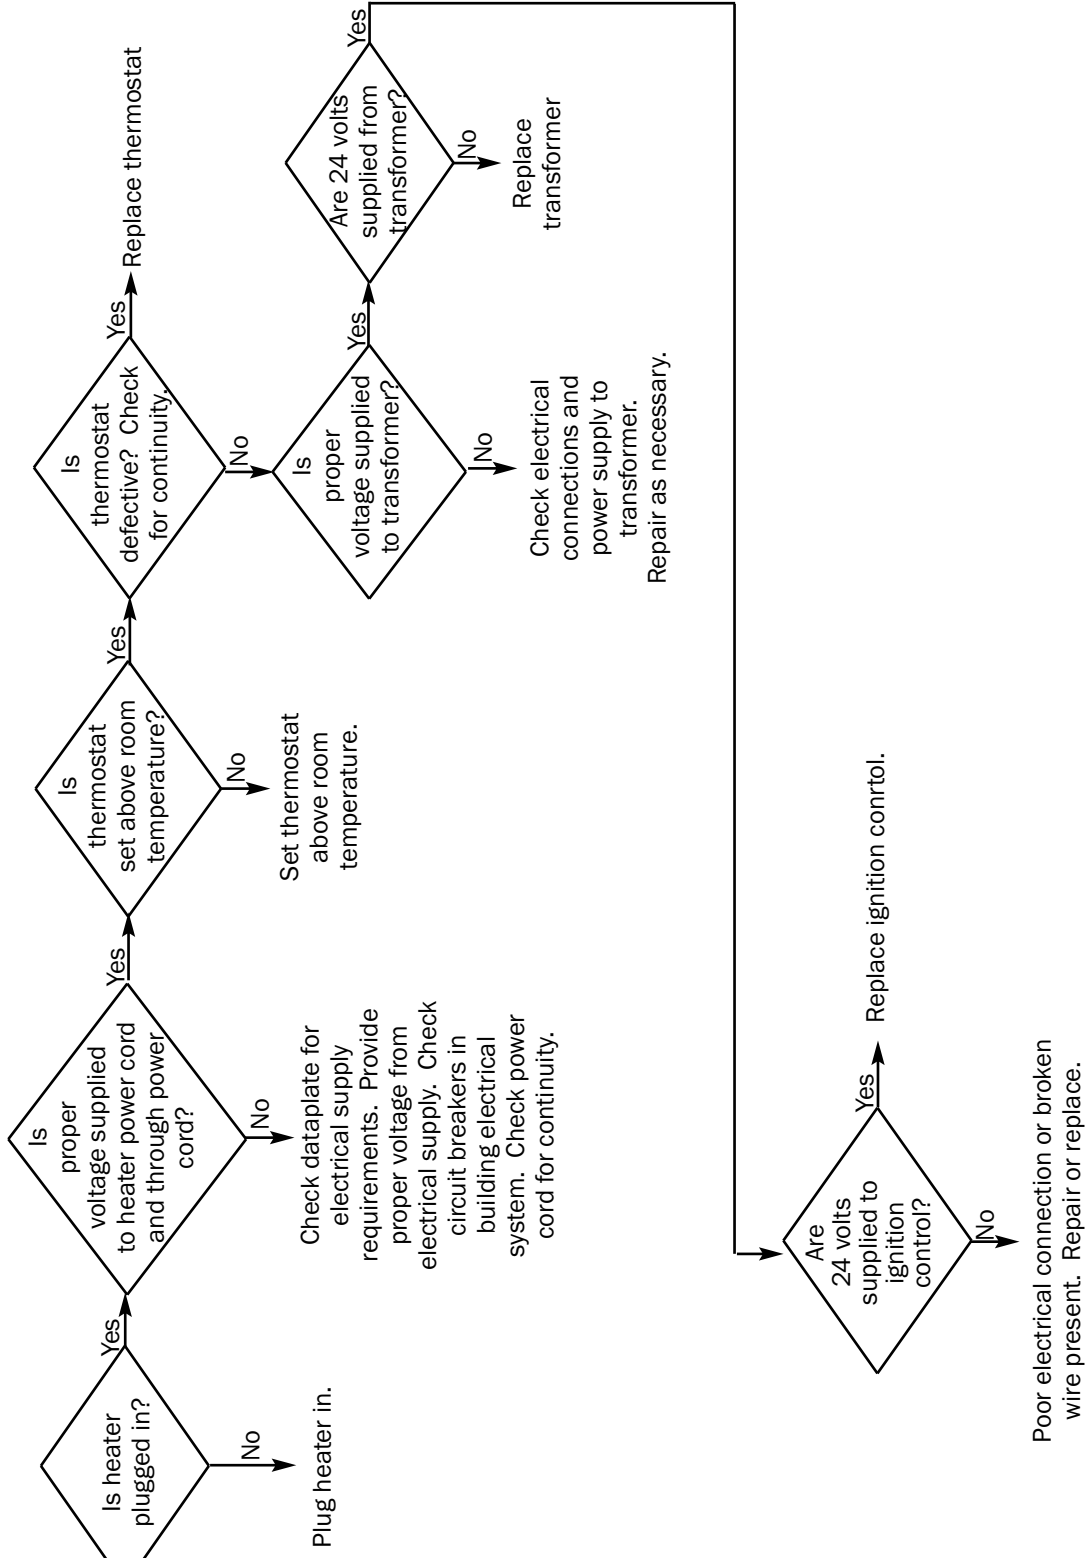 Is heater
plugged in?
Yes
No
Plug heater in.
Is
proper
voltage supplied
to heater power cord
and through power
cord?
Yes
No
Check dataplate for
electrical supply
requirements. Provide
proper voltage from
electrical supply. Check
circuit breakers in
building electrical
system. Check power
cord for continuity.
Is
thermostat
set above room
temperature?
Yes
No
Set thermostat
above room
temperature.
Is
thermostat
defective? Check
for continuity.
Yes
Replace thermostat
No
Is
proper
voltage supplied
to transformer?
Yes
No
Check electrical
connections and
power supply to
transformer.
Repair as necessary.
Are 24 volts
supplied from
transformer?
Yes
No
Replace
transformer
Are
24 volts
supplied to
ignition
control?
Yes
Replace ignition conrtol.
No
Poor electrical connection or broken
wire present. Repair or replace.